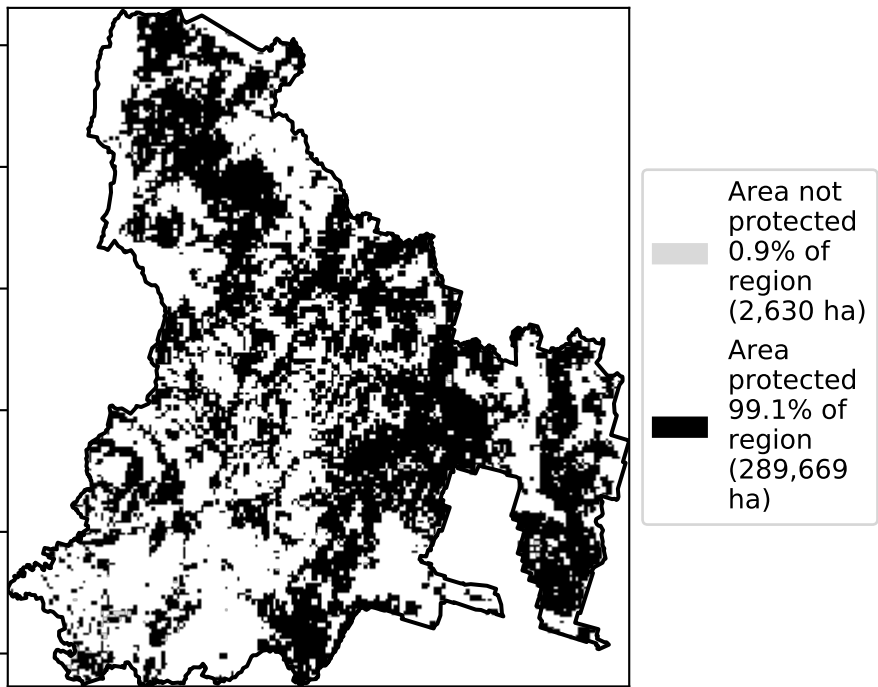 Area not
protected
0.9% of
region
(2,630 ha)
Area
protected
99.1% of
region
(289,669
ha)